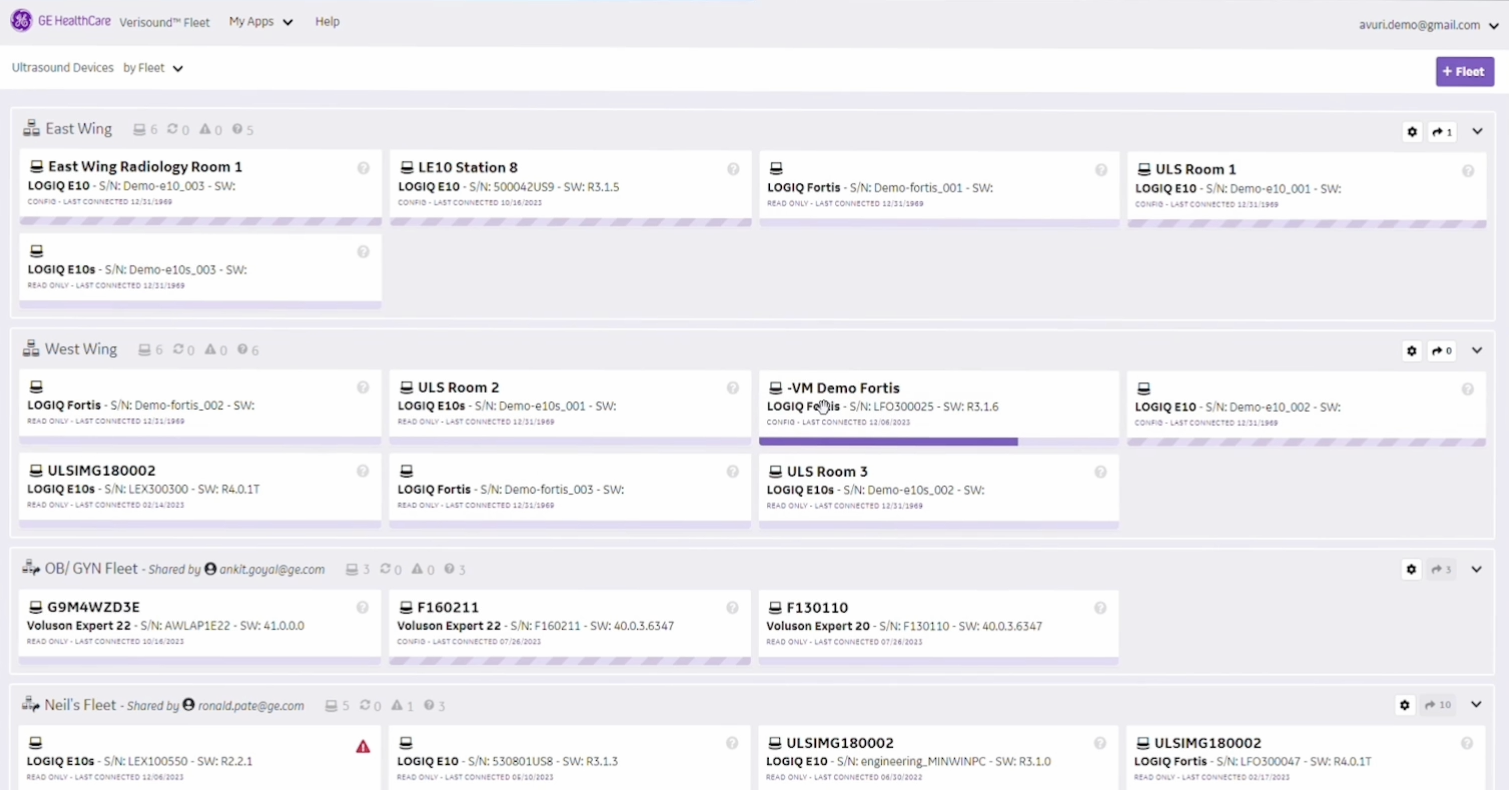 GE HealthCare Verisound™ Fleet My Apps Help avuri.demo@gmail.com
Ultrasound Devices by Fleet + Fleet
East Wing 6 0 0 5 1
East Wing Radiology Room 1
LOGIQ E10 - S/N: Demo-e10_003 - SW:
CONFIG - LAST CONNECTED 12/31/1969
LE10 Station 8
LOGIQ E10 - S/N: 500042US9 - SW: R3.1.5
CONFIG - LAST CONNECTED 10/16/2023
LOGIQ Fortis - S/N: Demo-fortis_001 - SW:
READ ONLY - LAST CONNECTED 12/31/1969
ULS Room 1
LOGIQ E10 - S/N: Demo-e10_001 - SW:
CONFIG - LAST CONNECTED 12/31/1969
LOGIQ E10s - S/N: Demo-e10s_003 - SW:
READ ONLY - LAST CONNECTED 12/31/1969
West Wing 6 0 0 6 0
LOGIQ Fortis - S/N: Demo-fortis_002 - SW:
READ ONLY - LAST CONNECTED 12/31/1969
ULS Room 2
LOGIQ E10s - S/N: Demo-e10s_001 - SW:
READ ONLY - LAST CONNECTED 12/31/1969
-VM Demo Fortis
LOGIQ Fortis - S/N: LFO300025 - SW: R3.1.6
CONFIG - LAST CONNECTED 12/06/2023
LOGIQ E10 - S/N: Demo-e10_002 - SW:
CONFIG - LAST CONNECTED 12/31/1969
ULSIMG180002
LOGIQ E10s - S/N: LEX300300 - SW: R4.0.1T
READ ONLY - LAST CONNECTED 02/14/2023
LOGIQ Fortis - S/N: Demo-fortis_003 - SW:
READ ONLY - LAST CONNECTED 12/31/1969
ULS Room 3
LOGIQ E10s - S/N: Demo-e10s_002 - SW:
READ ONLY - LAST CONNECTED 12/31/1969
OB/ GYN Fleet - Shared by ankit.goyal@ge.com 3 0 0 3 3
G9M4WZD3E
Voluson Expert 22 - S/N: AWLAP1E22 - SW: 41.0.0.0
READ ONLY - LAST CONNECTED 10/16/2023
F160211
Voluson Expert 22 - S/N: F160211 - SW: 40.0.3.6347
CONFIG - LAST CONNECTED 07/26/2023
F130110
Voluson Expert 20 - S/N: F130110 - SW: 40.0.3.6347
READ ONLY - LAST CONNECTED 07/26/2023
Neil's Fleet - Shared by ronald.pate@ge.com 5 0 1 3 10
LOGIQ E10s - S/N: LEX100550 - SW: R2.2.1
READ ONLY - LAST CONNECTED 12/06/2023
LOGIQ E10 - S/N: 530801US8 - SW: R3.1.3
READ ONLY - LAST CONNECTED 05/10/2023
ULSIMG180002
LOGIQ E10 - S/N: engineering_MINWINPC - SW: R3.1.0
READ ONLY - LAST CONNECTED 06/30/2022
ULSIMG180002
LOGIQ Fortis - S/N: LFO300047 - SW: R4.0.1T
READ ONLY - LAST CONNECTED 02/17/2023